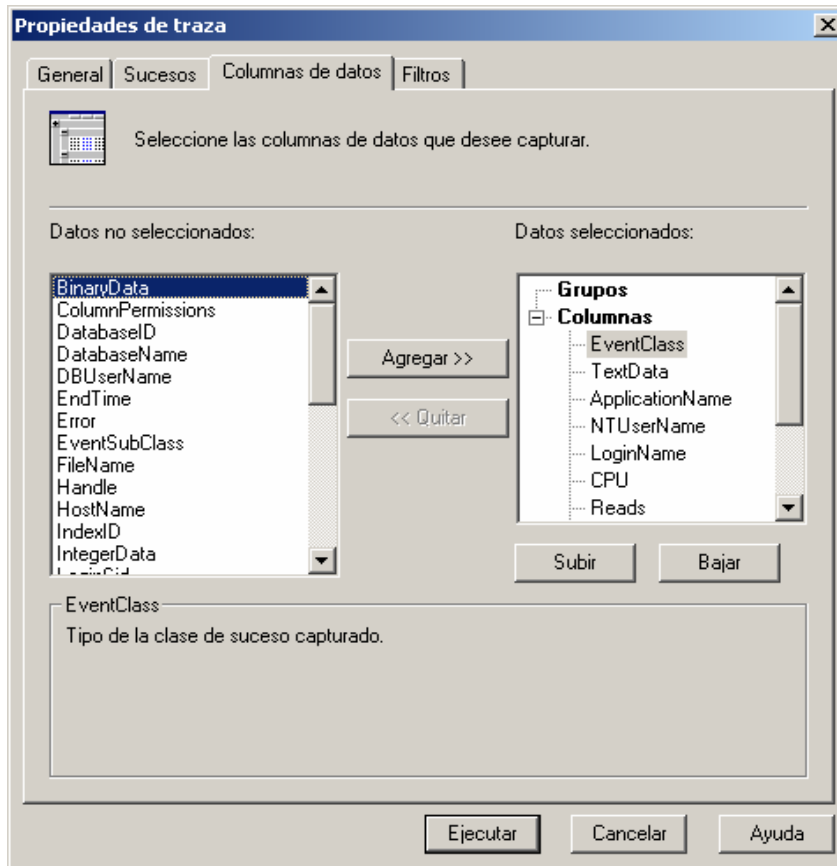 Propiedades de traza
General
Sucesos
Columnas de datos
Filtros
Seleccione las columnas de datos que desee capturar.
Datos no seleccionados:
Datos seleccionados:
BinaryData
ColumnPermissions
DatabaseID
DatabaseName
DBUserName
EndTime
Error
EventSubClass
FileName
Handle
HostName
IndexID
IntegerData
Agregar >>
<< Quitar
Grupos
Columnas
EventClass
TextData
ApplicationName
NTUserName
LoginName
CPU
Reads
Subir
Bajar
EventClass
Tipo de la clase de suceso capturado.
Ejecutar
Cancelar
Ayuda